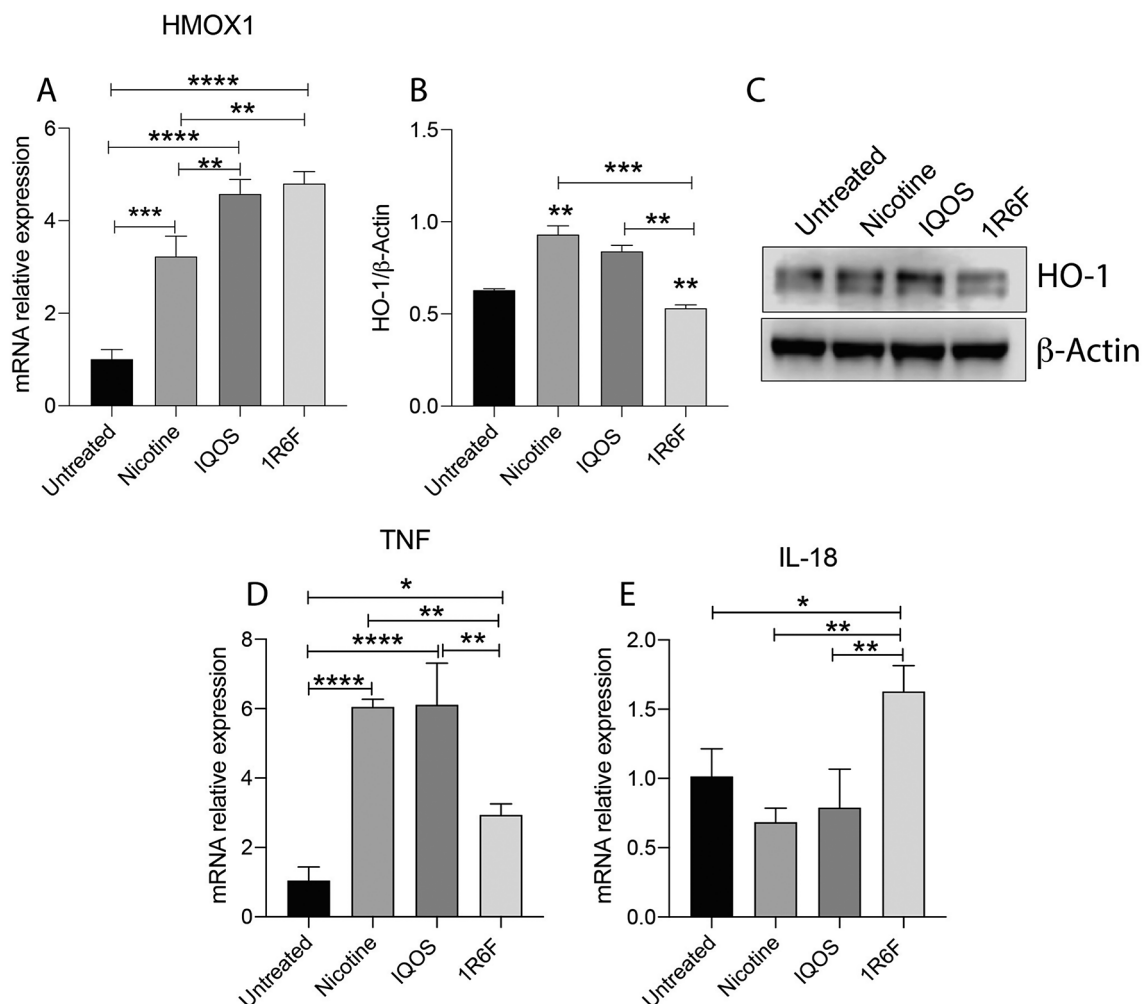 HMOX1
A
****
**
****
**
***
mRNA relative expression
6
4
2
0
Untreated
Nicotine
IQOS
1R6F
B
***
**
**
**
HO-1/β-Actin
1.5
1.0
0.5
0.0
Untreated
Nicotine
IQOS
1R6F
C
Untreated
Nicotine
IQOS
1R6F
HO-1
β-Actin
TNF
D
*
**
****
**
****
mRNA relative expression
8
6
4
2
0
Untreated
Nicotine
IQOS
1R6F
IL-18
E
*
**
**
mRNA relative expression
2.0
1.5
1.0
0.5
0.0
Untreated
Nicotine
IQOS
1R6F